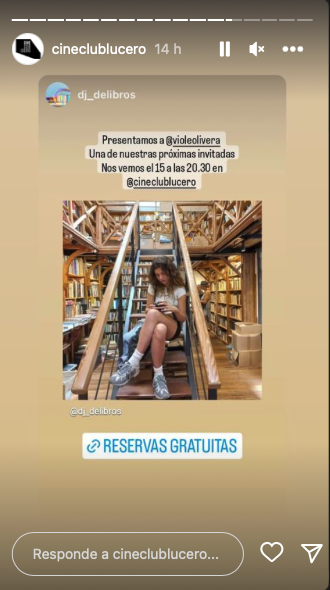 cineclublucero 14 h
dj_delibros
Presentamos a @violeolivera
Una de nuestras próximas invitadas
Nos vemos el 15 a las 20.30 en
@cineclublucero
@dj_delibros
RESERVAS GRATUITAS
Responde a cineclublucero...